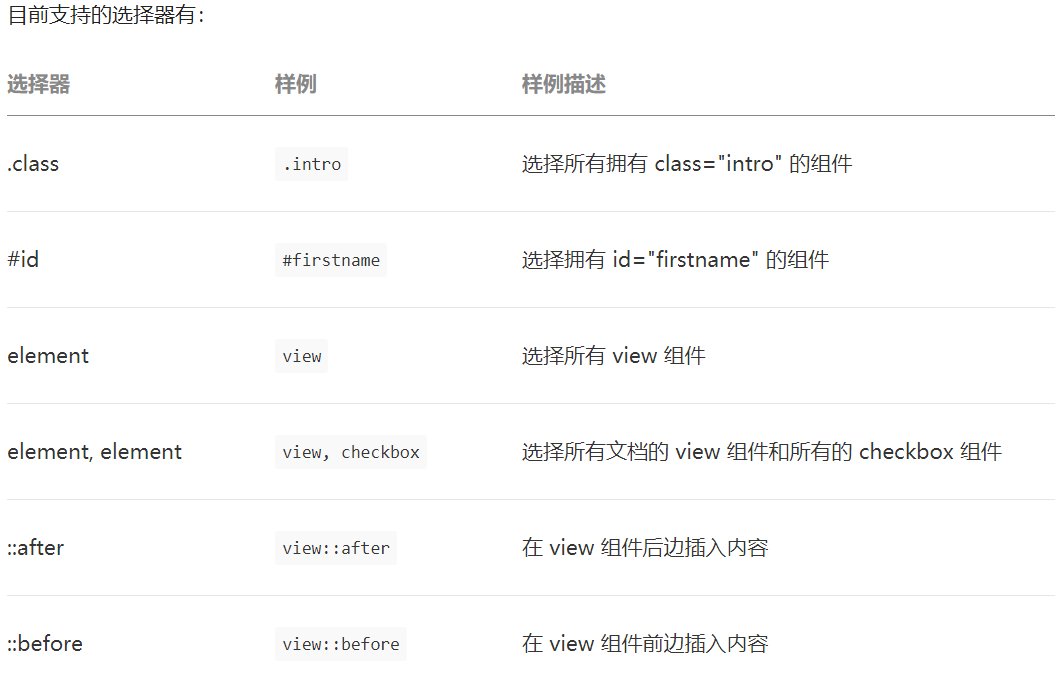 目前支持的选择器有：
选择器 样例 样例描述
.class .intro 选择所有拥有 class="intro" 的组件
#id #firstname 选择拥有 id="firstname" 的组件
element view 选择所有 view 组件
element, element view, checkbox 选择所有文档的 view 组件和所有的 checkbox 组件
::after view::after 在 view 组件后边插入内容
::before view::before 在 view 组件前边插入内容